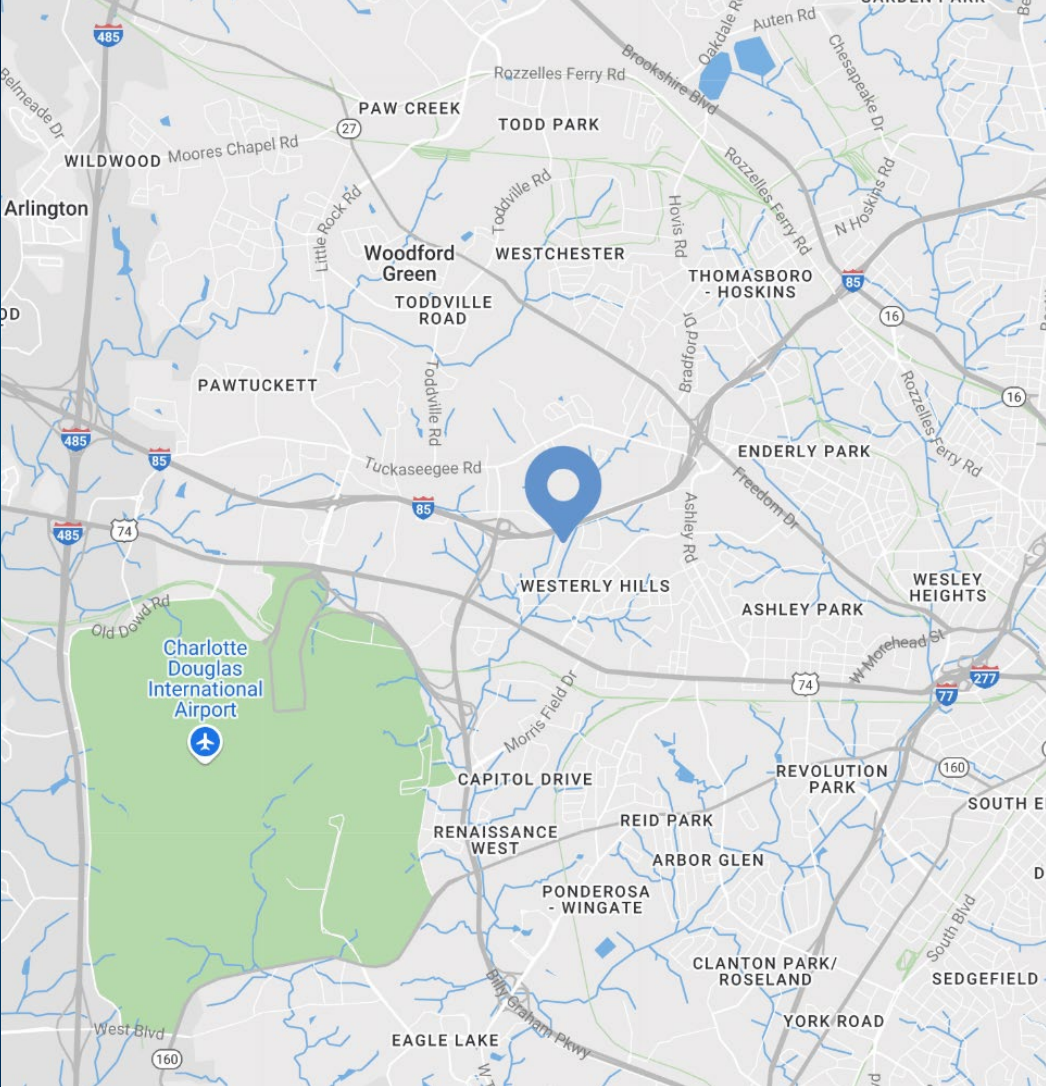 GARDEN PARK
485
Auten Rd
Oakdale Rd
Brookshire Blvd
Chesapeake Dr
Belmeade Dr
Rozzelles Ferry Rd
PAW CREEK
TODD PARK
27
WILDWOOD
Moores Chapel Rd
Rozzelles Ferry Rd
N Hoskins Rd
Arlington
Little Rock Rd
Toddville Rd
Hovis Rd
Woodford
Green
WESTCHESTER
THOMASBORO
- HOSKINS
85
TODDVILLE
ROAD
OD
16
Bradford Dr
PAWTUCKETT
Toddville Rd
Rozzelles Ferry Rd
16
485
85
Tuckaseegee Rd
ENDERLY PARK
85
Freedom Dr
485
74
Ashley Rd
WESTERLY HILLS
WESLEY
HEIGHTS
ASHLEY PARK
Old Dowd Rd
W Morehead St
Charlotte
Douglas
International
Airport
74
277
77
Morris Field Dr
160
CAPITOL DRIVE
REVOLUTION
PARK
SOUTH E
REID PARK
RENAISSANCE
WEST
ARBOR GLEN
D
PONDEROSA
- WINGATE
South Blvd
CLANTON PARK/
ROSELAND
SEDGEFIELD
Billy Graham Pkwy
YORK ROAD
West Blvd
EAGLE LAKE
160
W T